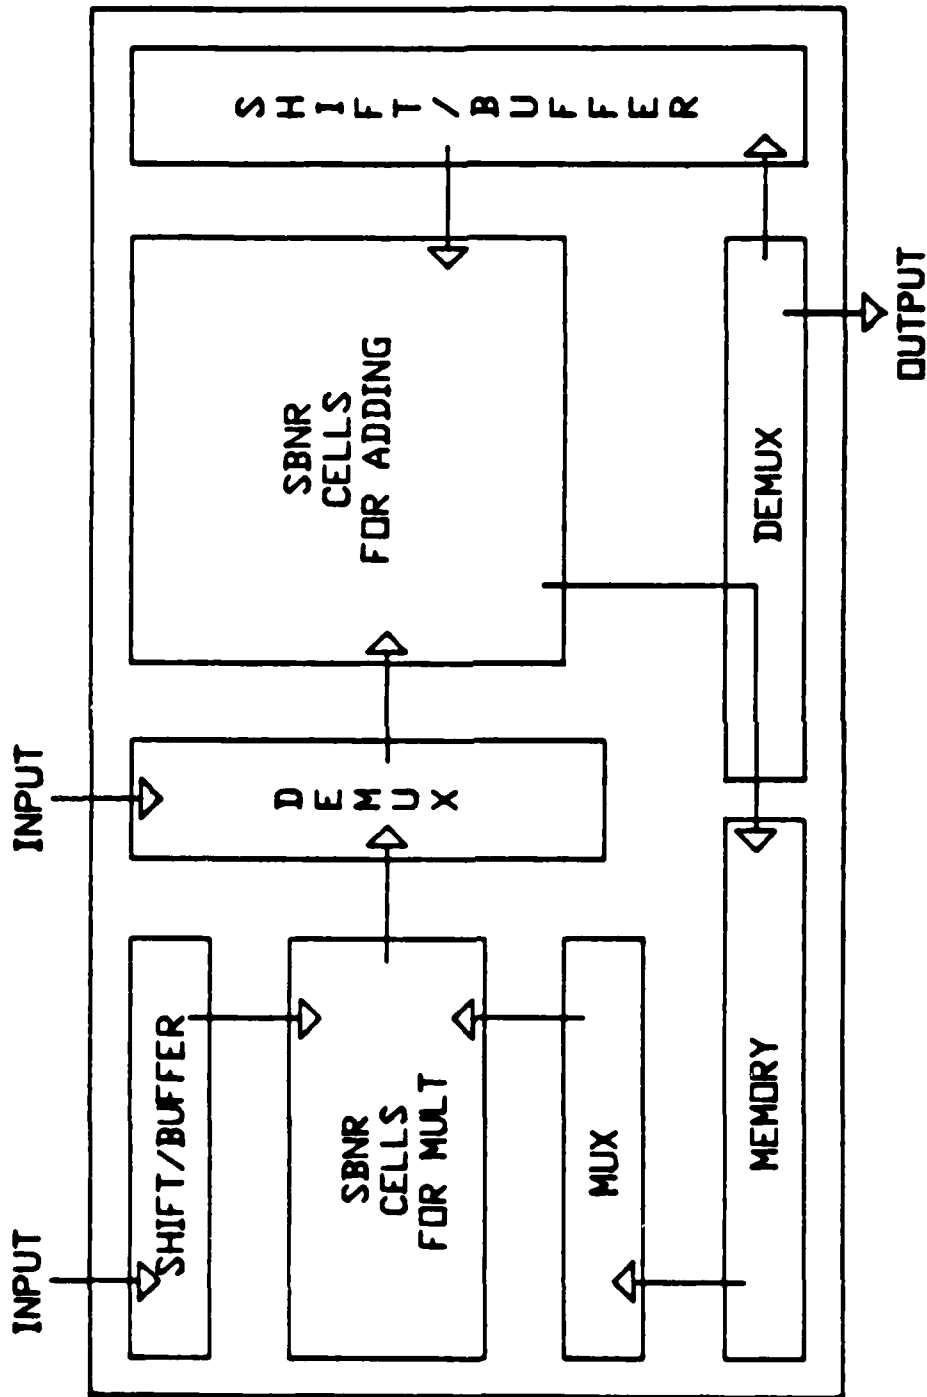 INPUT
INPUT
SHIFT/BUFFER
SBNR
CELLS
FOR MULT
MUX
MEMORY
DEMUX
SBNR
CELLS
FOR ADDING
DEMUX
SHIFT/BUFFER
OUTPUT